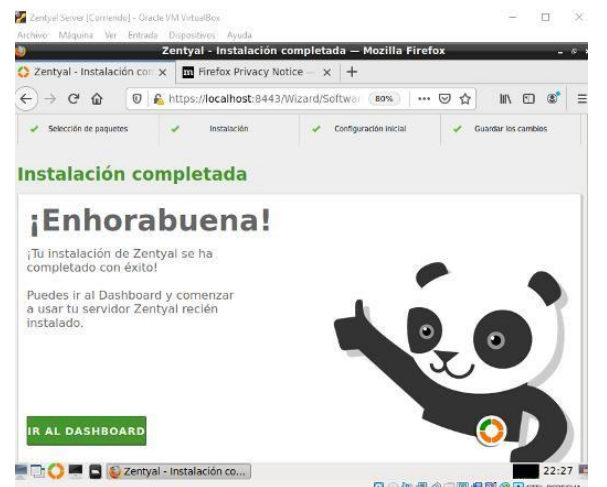 Zentyal Server [Corriendo] - Oracle VM VirtualBox
Archivo Máquina Ver Entrada Dispositivos Ayuda
Zentyal - Instalación completada — Mozilla Firefox
Zentyal - Instalación con
Firefox Privacy Notice —
https://localhost:8443/Wizard/Softwar 80%
Selección de paquetes
Instalación
Configuración inicial
Guardar los cambios
Instalación completada
¡Enhorabuena!
¡Tu instalación de Zentyal se ha
completado con éxito!
Puedes ir al Dashboard y comenzar
a usar tu servidor Zentyal recién
instalado.
IR AL DASHBOARD
Zentyal - Instalación co...
22:27
CTRL DERECHA